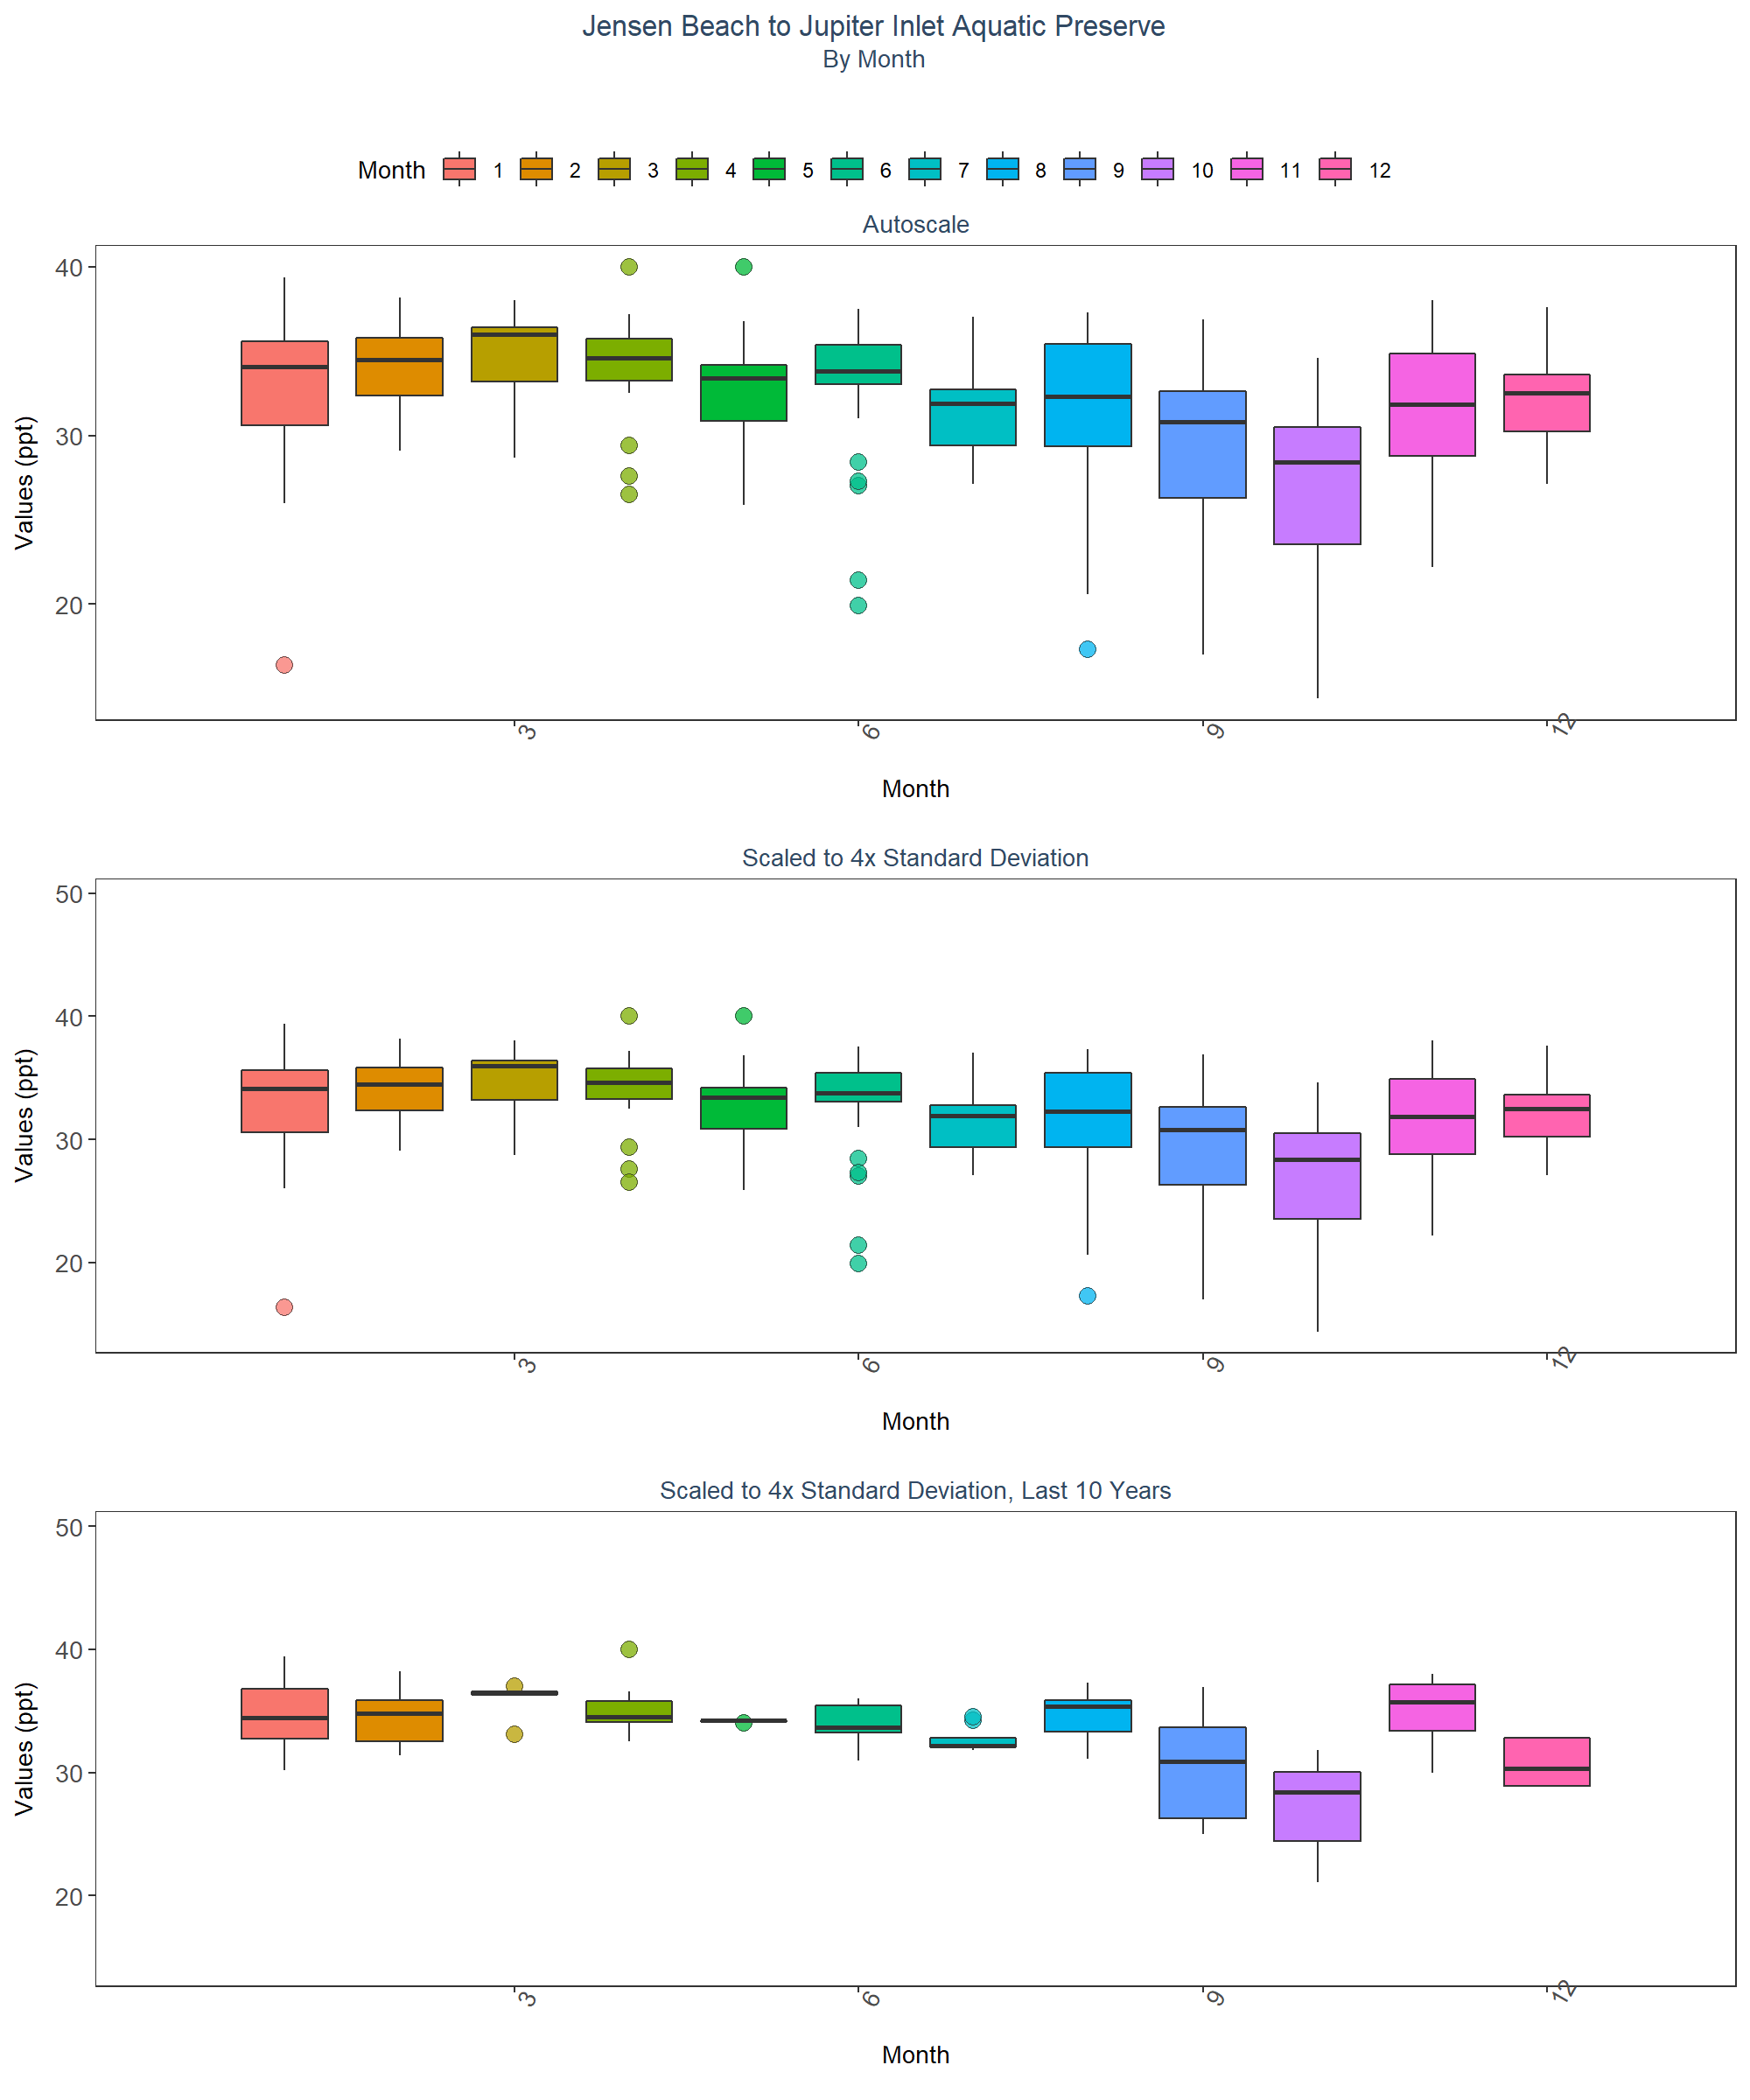 Jensen Beach to Jupiter Inlet Aquatic Preserve
By Month
Month 1 2 3 4 5 6 7 8 9 10 11 12
Autoscale
Values (ppt)
40
30
20
3 6 9 12
Month
Scaled to 4x Standard Deviation
Values (ppt)
50
40
30
20
3 6 9 12
Month
Scaled to 4x Standard Deviation, Last 10 Years
Values (ppt)
50
40
30
20
3 6 9 12
Month